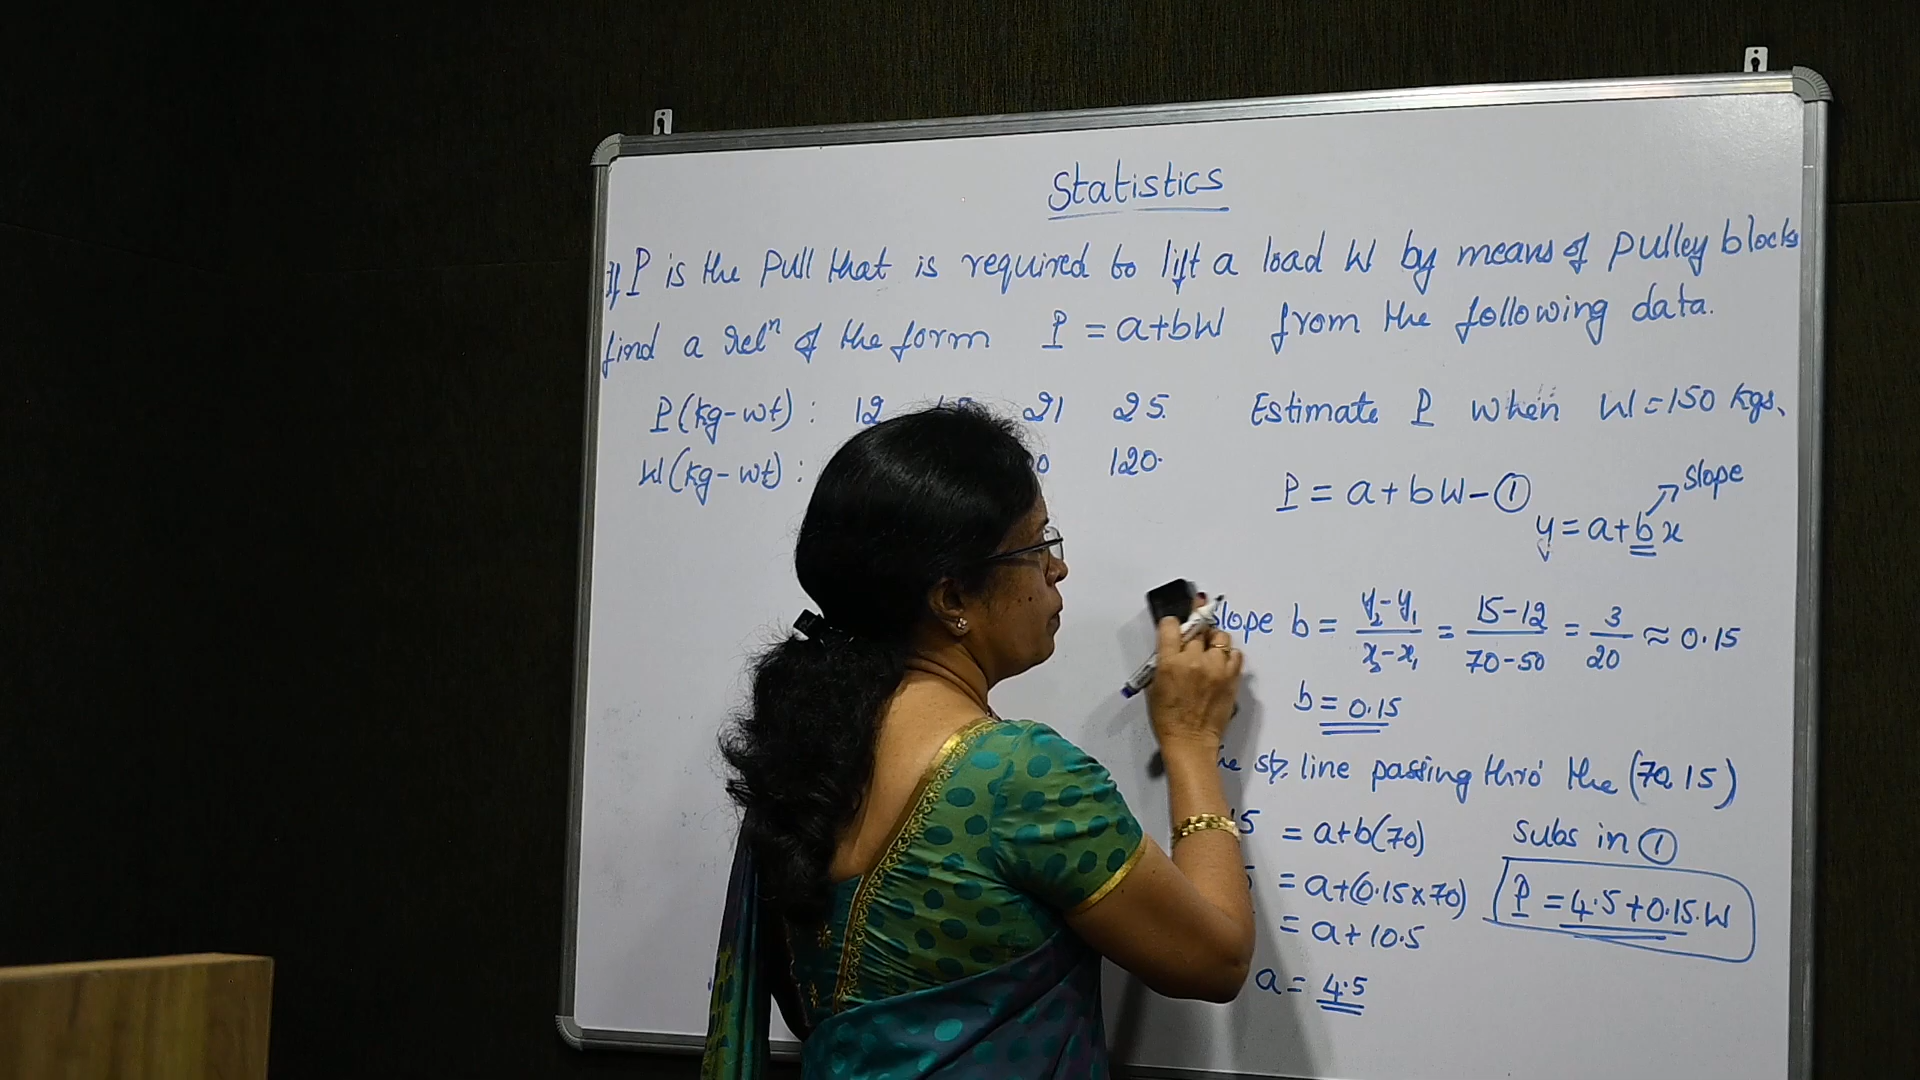 Statistics
If P is the Pull that is required to lift a load W by means of Pulley blocks
find a relⁿ of the form P = a+bW from the following data.
P(kg-wt) : 12 21 25. Estimate P when W=150 kgs.
W(kg-wt) : 0 120.
P = a+bW-① slope
y = a+bx
Slope b = y₂-y₁/x₂-x₁ = 15-12/70-50 = 3/20 ≈ 0.15
b = 0.15
st. line passing thro' the (70, 15)
= a+b(70) Subs in ①
= a+(0.15×70) P = 4.5+0.15.W
= a+10.5
a = 4.5